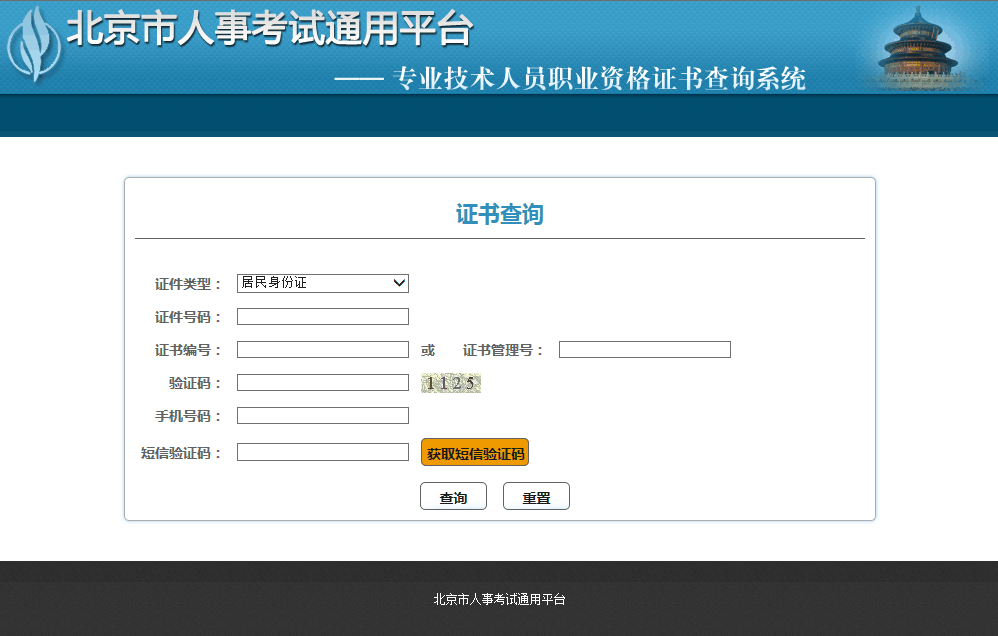 北京市人事考试通用平台
—— 专业技术人员职业资格证书查询系统
证书查询
证件类型： 居民身份证
证件号码：
证书编号： 或 证书管理号：
验证码： 1125
手机号码：
短信验证码： 获取短信验证码
查询 重置
北京市人事考试通用平台